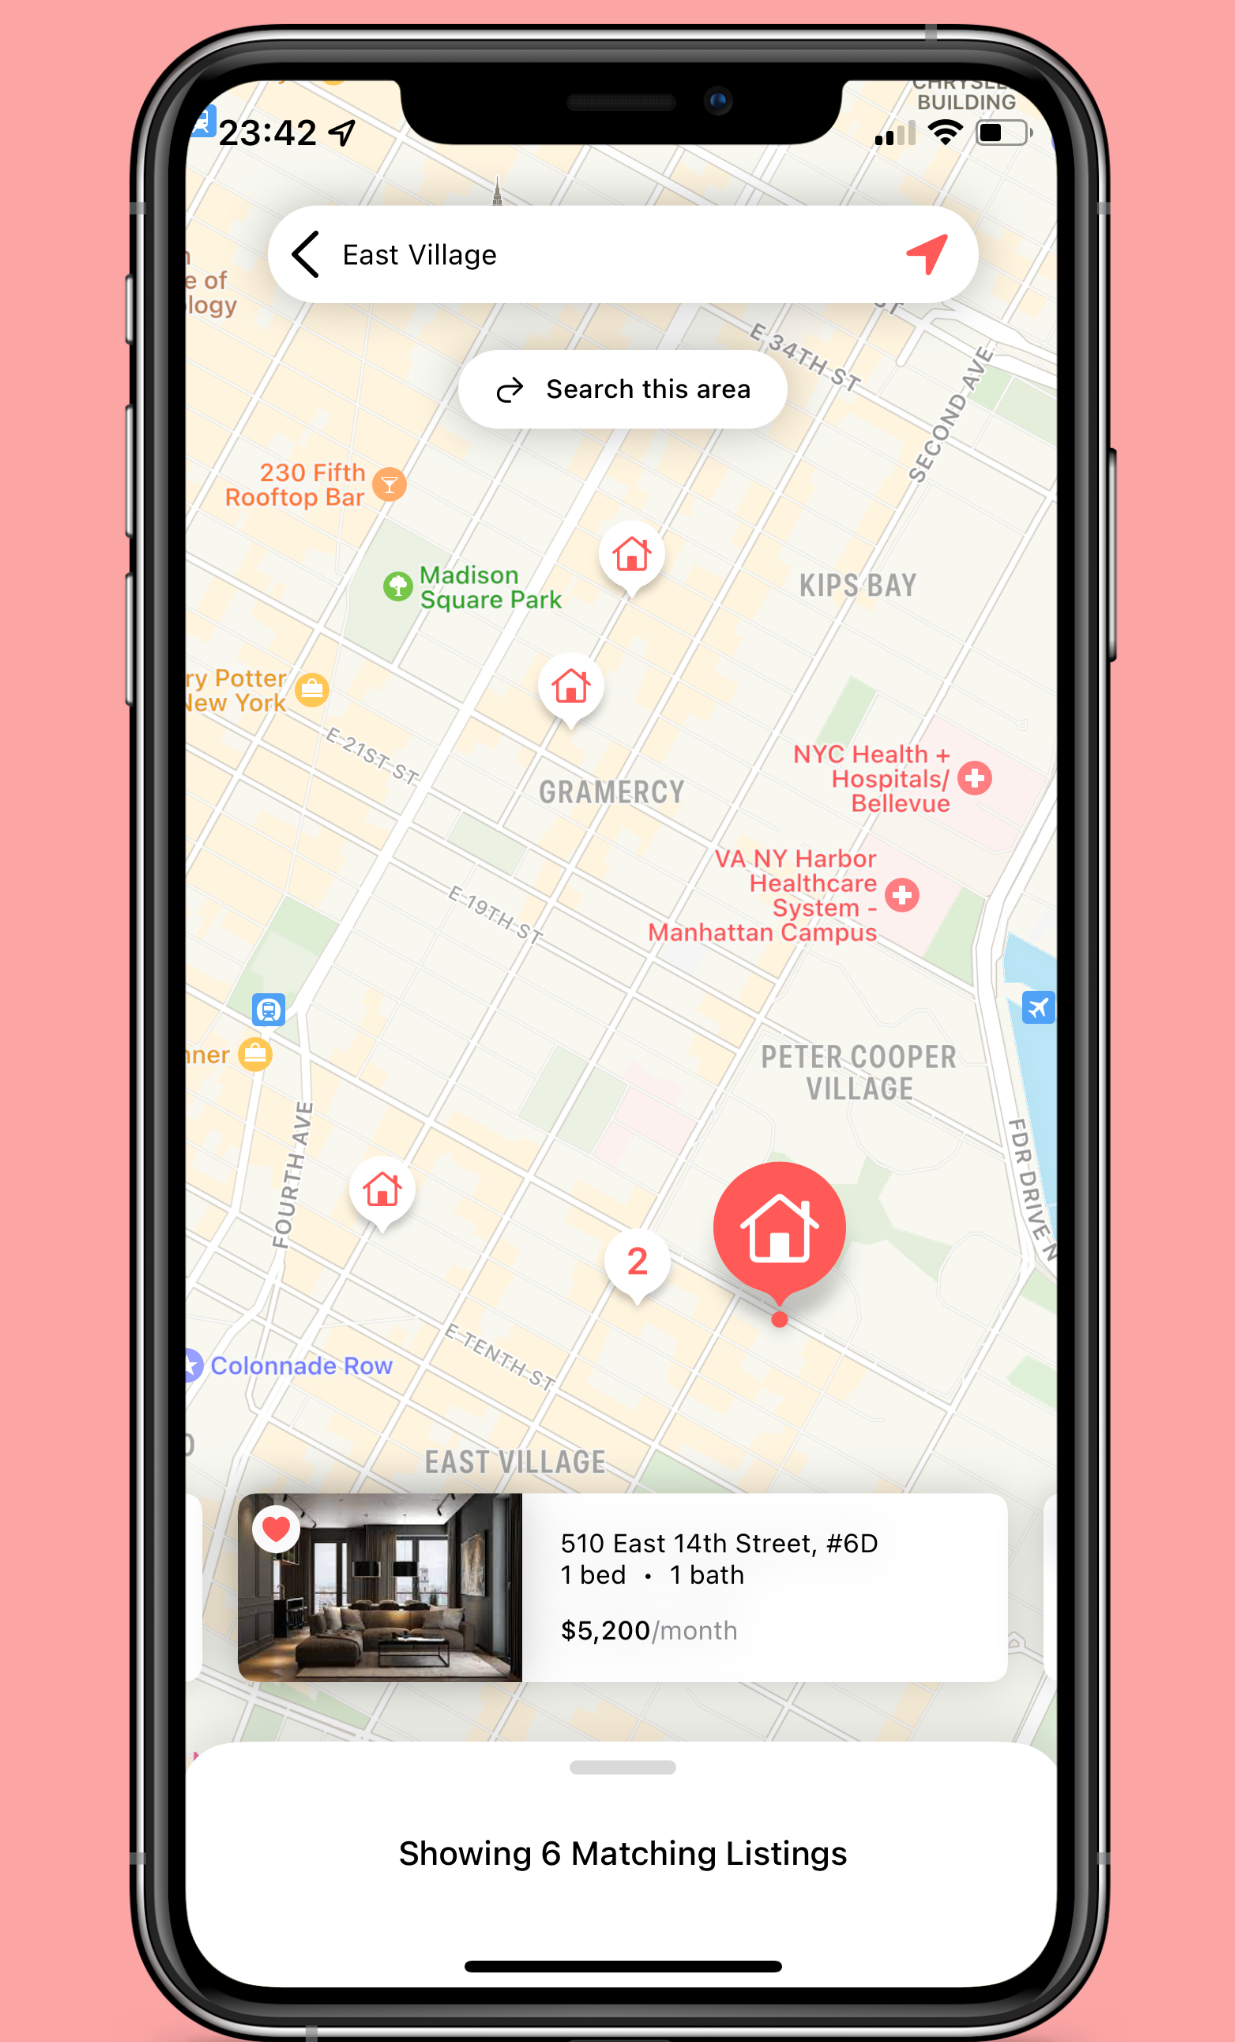 CHRYSLE
BUILDING
23:42
East Village
e of
logy
ST
E 34TH ST
Search this area
SECOND AVE
230 Fifth
Rooftop Bar
Madison
Square Park
KIPS BAY
ry Potter
New York
E 21ST ST
NYC Health +
Hospitals/
Bellevue
GRAMERCY
VA NY Harbor
Healthcare
System -
Manhattan Campus
E 19TH ST
nner
PETER COOPER
VILLAGE
FOURTH AVE
FDR DRIVE N
2
E TENTH ST
Colonnade Row
EAST VILLAGE
510 East 14th Street, #6D
1 bed • 1 bath
$5,200/month
Showing 6 Matching Listings